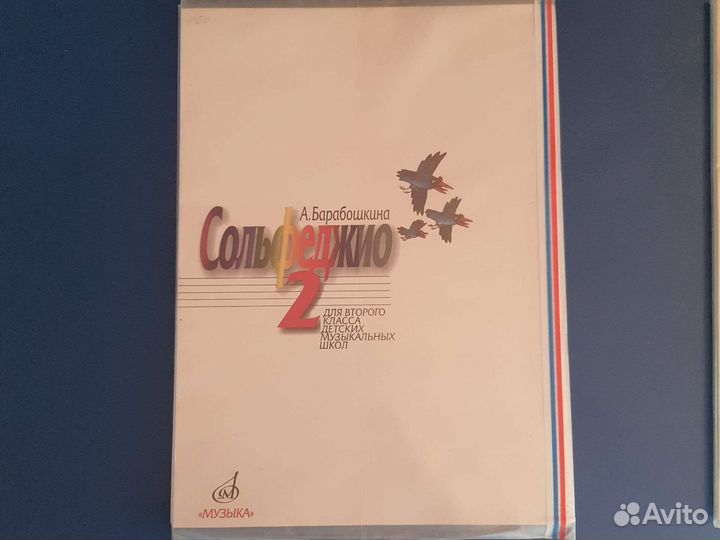 А.Барабошкина
Сольфеджио
2
ДЛЯ ВТОРОГО
КЛАССА
ДЕТСКИХ
МУЗЫКАЛЬНЫХ
ШКОЛ
«МУЗЫКА»
Avito